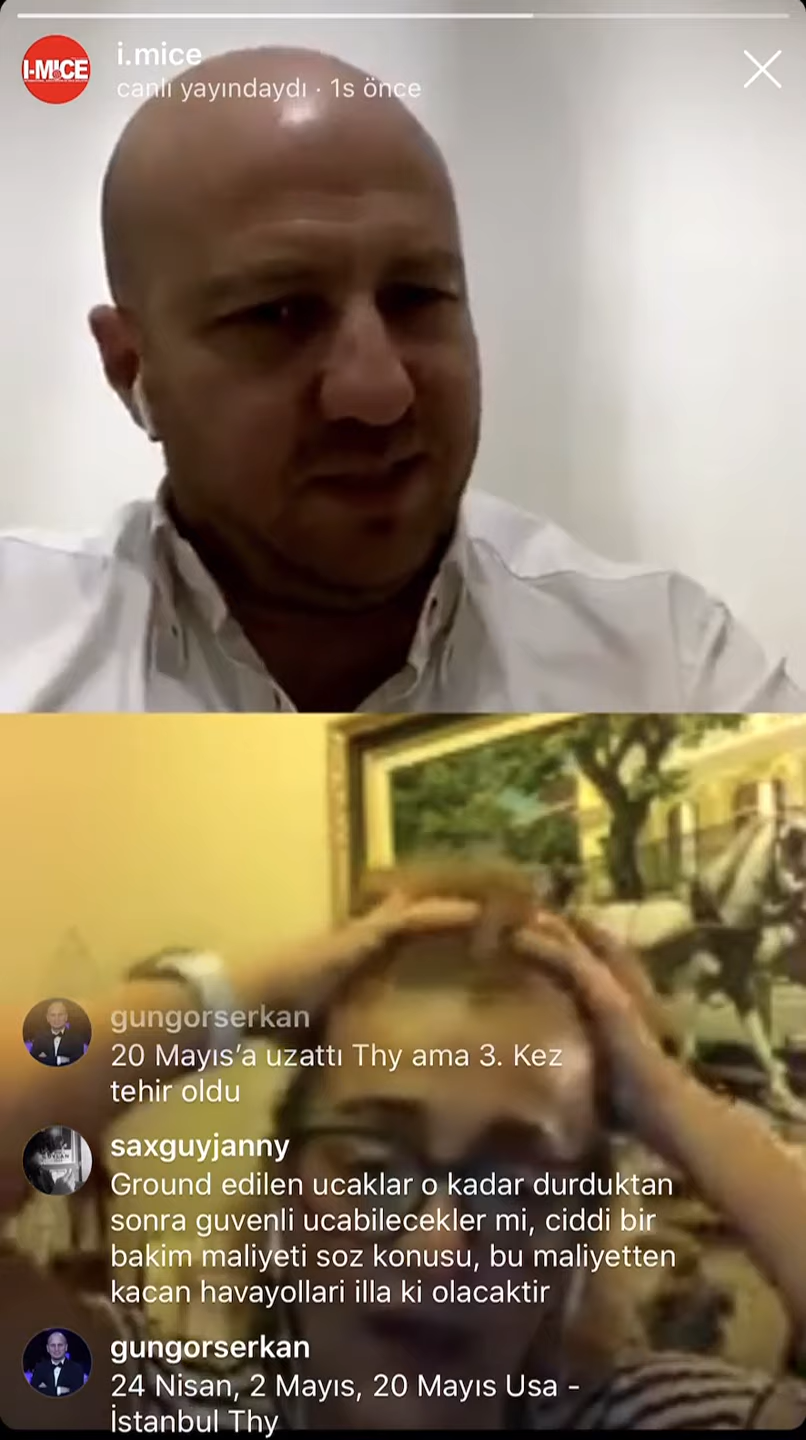 I-MICE
i.mice
canlı yayındaydı · 1s önce
gungorserkan
20 Mayıs’a uzattı Thy ama 3. Kez
tehir oldu
saxguyjanny
Ground edilen ucaklar o kadar durduktan
sonra guvenli ucabilecekler mi, ciddi bir
bakim maliyeti soz konusu, bu maliyetten
kacan havayollari illa ki olacaktir
gungorserkan
24 Nisan, 2 Mayıs, 20 Mayıs Usa -
İstanbul Thy